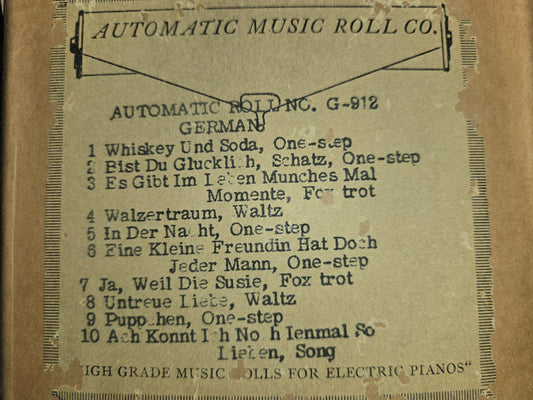 AUTOMATIC MUSIC ROLL CO.
AUTOMATIC ROLL NO. G-912
GERMAN
1 Whiskey Und Soda, One-step
2 Bist Du Glucklich, Schatz, One-step
3 Es Gibt Im Leben Munches Mal
Momente, Fox trot
4 Walzertraum, Waltz
5 In Der Nacht, One-step
6 Eine Kleine Freundin Hat Doch
Jeder Mann, One-step
7 Ja, Weil Die Susie, Fox trot
8 Untreue Liebe, Waltz
9 Puppchen, One-step
10 Ach Konnt Ich Noch Ienmal So
Lieben, Song
HIGH GRADE MUSIC ROLLS FOR ELECTRIC PIANOS"